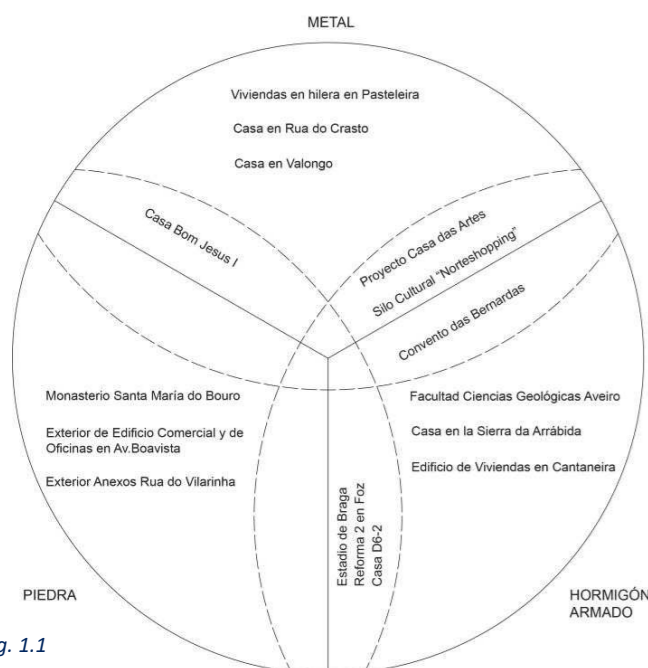 METAL
Viviendas en hilera en Pasteleira
Casa en Rua do Crasto
Casa en Valongo
Casa Bom Jesus I
Proyecto Casa das Artes
Silo Cultural “Norteshopping”
Convento das Bernardas
Monasterio Santa María do Bouro
Exterior de Edificio Comercial y de
Oficinas en Av.Boavista
Exterior Anexos Rua do Vilarinha
Facultad Ciencias Geológicas Aveiro
Casa en la Sierra da Arrábida
Edificio de Viviendas en Cantaneira
Estadio de Braga
Reforma 2 en Foz
Casa D6-2
PIEDRA
HORMIGÓN
ARMADO
g. 1.1